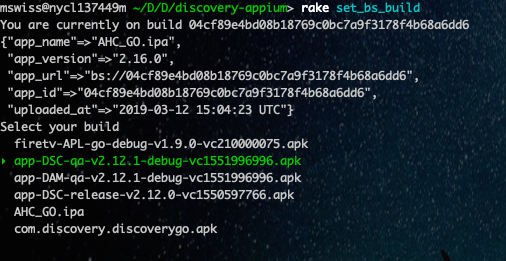 mswiss@nycl137449m ~/D/D/discovery-appium> rake set_bs_build
You are currently on build 04cf89e4bd08b18769c0bc7a9f3178f4b68a6dd6
{"app_name"=>"AHC_GO.ipa",
 "app_version"=>"2.16.0",
 "app_url"=>"bs://04cf89e4bd08b18769c0bc7a9f3178f4b68a6dd6",
 "app_id"=>"04cf89e4bd08b18769c0bc7a9f3178f4b68a6dd6",
 "uploaded_at"=>"2019-03-12 15:04:23 UTC"}
Select your build
  firetv-APL-go-debug-v1.9.0-vc210000075.apk
▸ app-DSC-qa-v2.12.1-debug-vc1551996996.apk
  app-DAM-qa-v2.12.1-debug-vc1551996996.apk
  app-DSC-release-v2.12.0-vc1550597766.apk
  AHC_GO.ipa
  com.discovery.discoverygo.apk